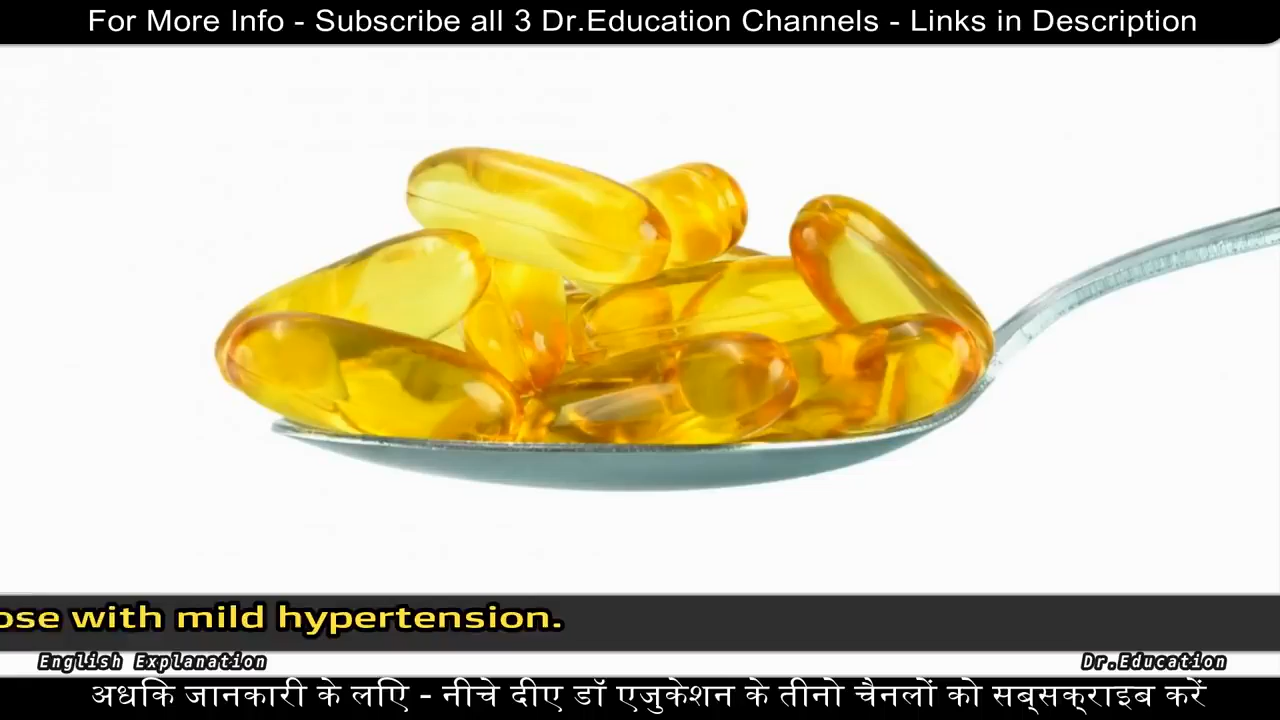 For More Info - Subscribe all 3 Dr.Education Channels - Links in Description
ose with mild hypertension.
English Explanation
Dr.Education
अधकि जानकारी के लएि - नीचे दीए डॉ एजुकेशन के तीनो चैनलों को सब्सक्राइब करें